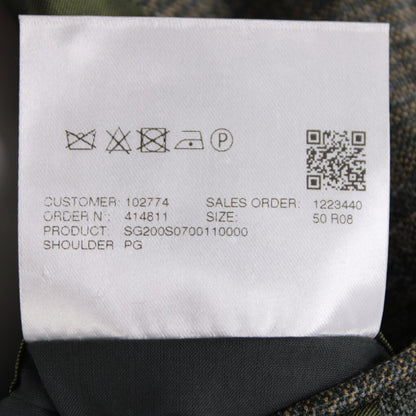 P
CUSTOMER: 102774 SALES ORDER: 1223440
ORDER N°: 414811 SIZE: 50 R08
PRODUCT: SG200S0700110000
SHOULDER PG